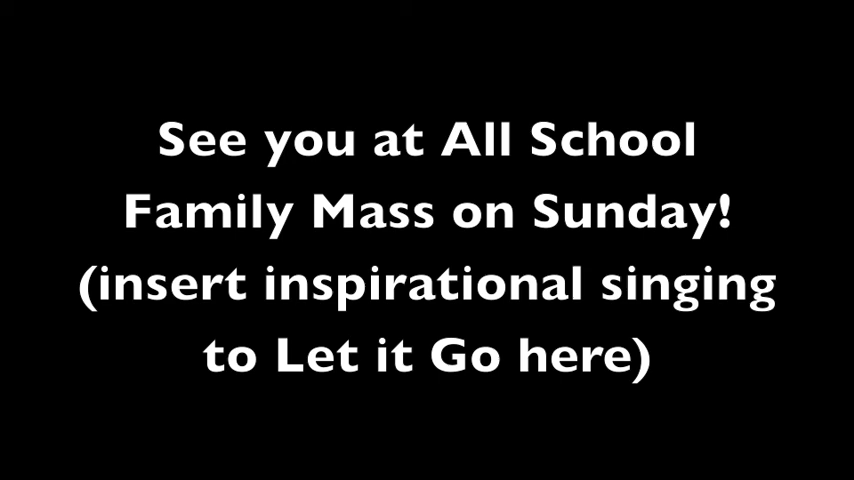 See you at All School
Family Mass on Sunday!
(insert inspirational singing
to Let it Go here)